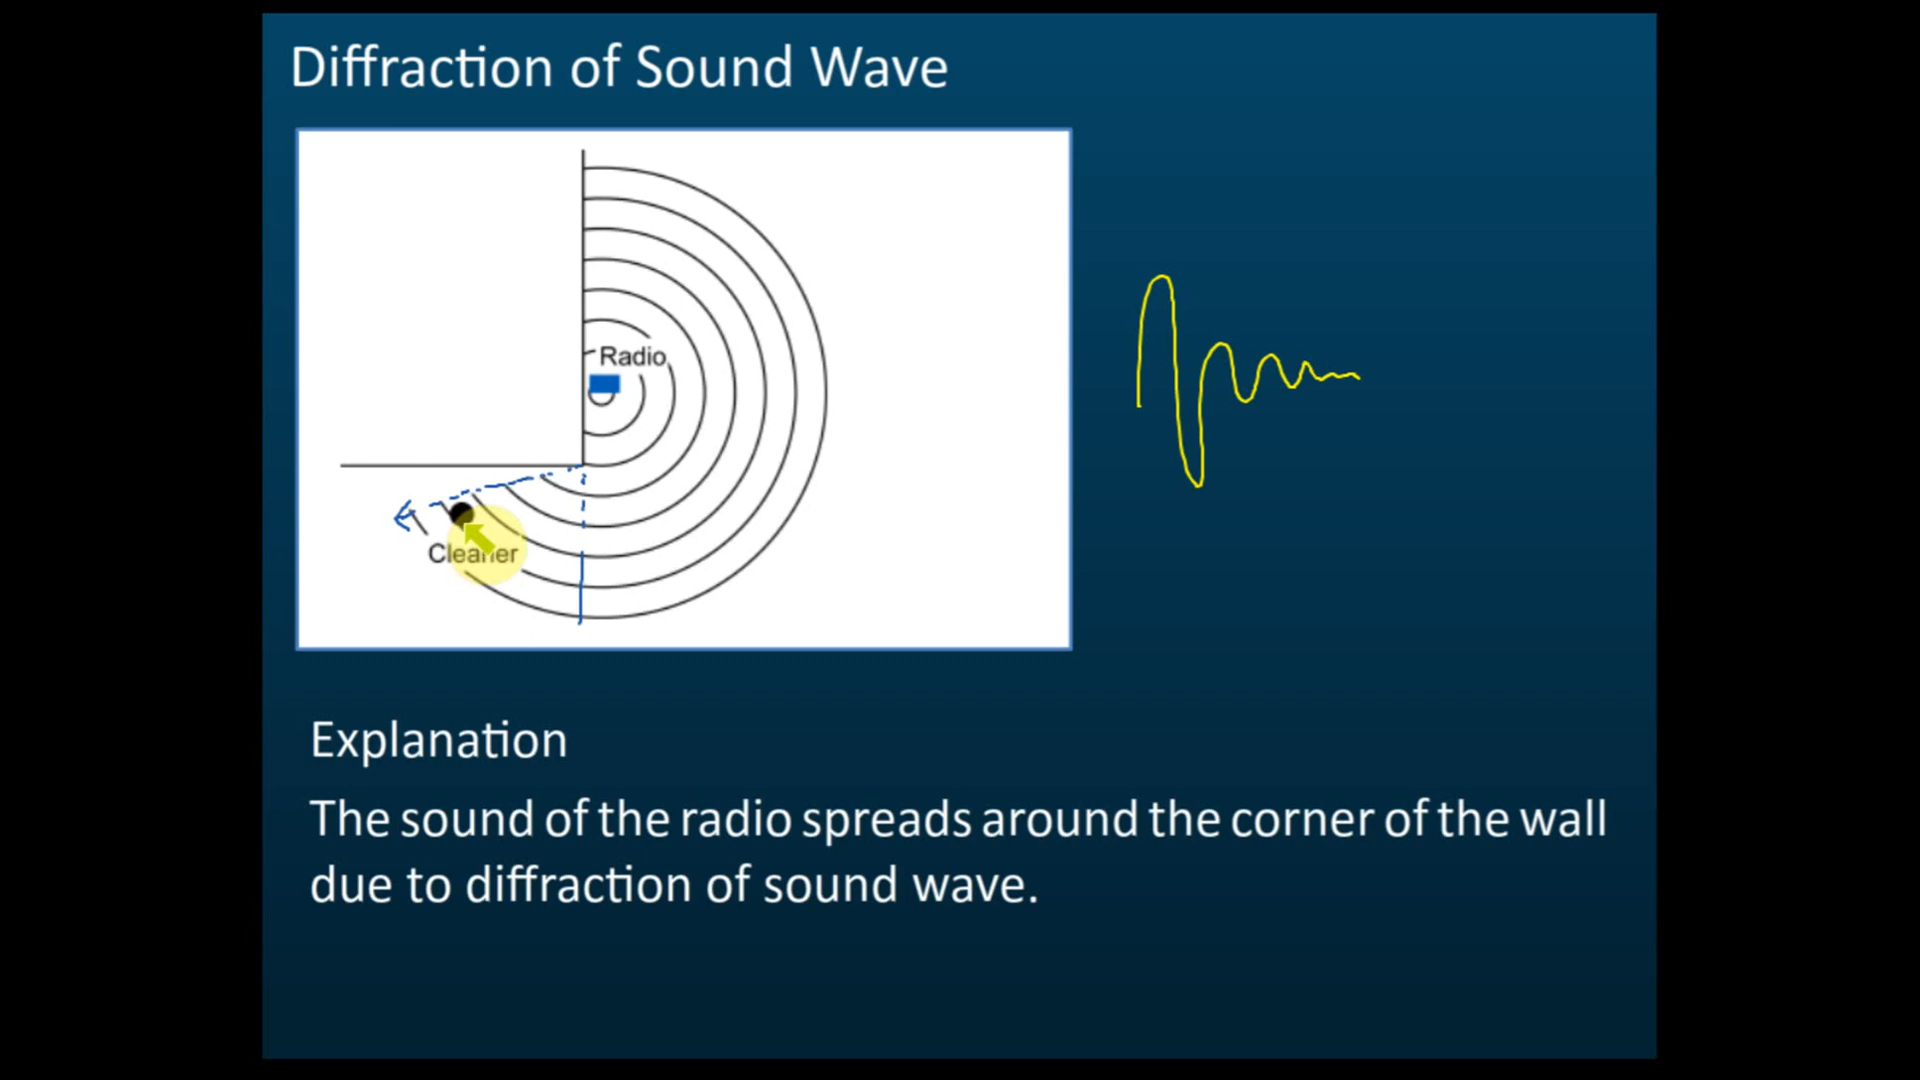 Diffraction of Sound Wave
Radio
Cleaner
Explanation
The sound of the radio spreads around the corner of the wall
due to diffraction of sound wave.